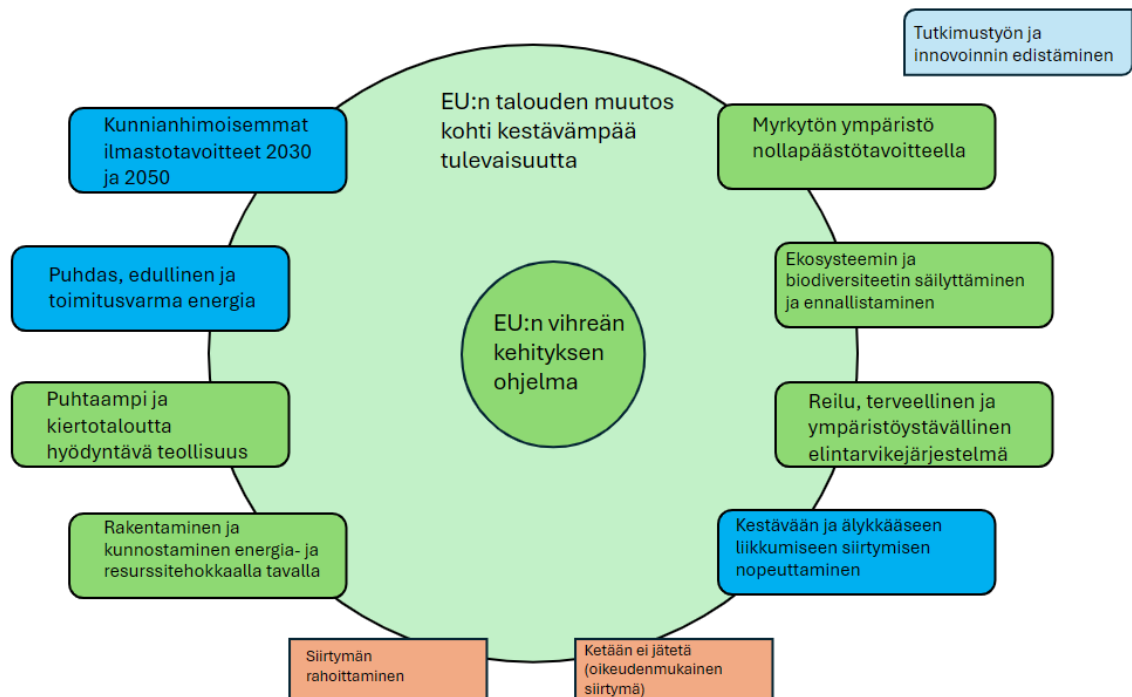 Tutkimustyön ja
innovoinnin edistäminen
EU:n talouden muutos
kohti kestävämpää
tulevaisuutta
Kunnianhimoisemmat
ilmastotavoitteet 2030
ja 2050
Myrkytön ympäristö
nollapäästötavoitteella
Puhdas, edullinen ja
toimitusvarma energia
Ekosysteemin ja
biodiversiteetin säilyttäminen
ja ennallistaminen
EU:n vihreän
kehityksen
ohjelma
Puhtaampi ja
kiertotaloutta
hyödyntävä teollisuus
Reilu, terveellinen ja
ympäristöystävällinen
elintarvikejärjestelmä
Rakentaminen ja
kunnostaminen energia- ja
resurssitehokkaalla tavalla
Kestävään ja älykkääseen
liikkumiseen siirtymisen
nopeuttaminen
Siirtymän
rahoittaminen
Ketään ei jätetä
(oikeudenmukainen
siirtymä)